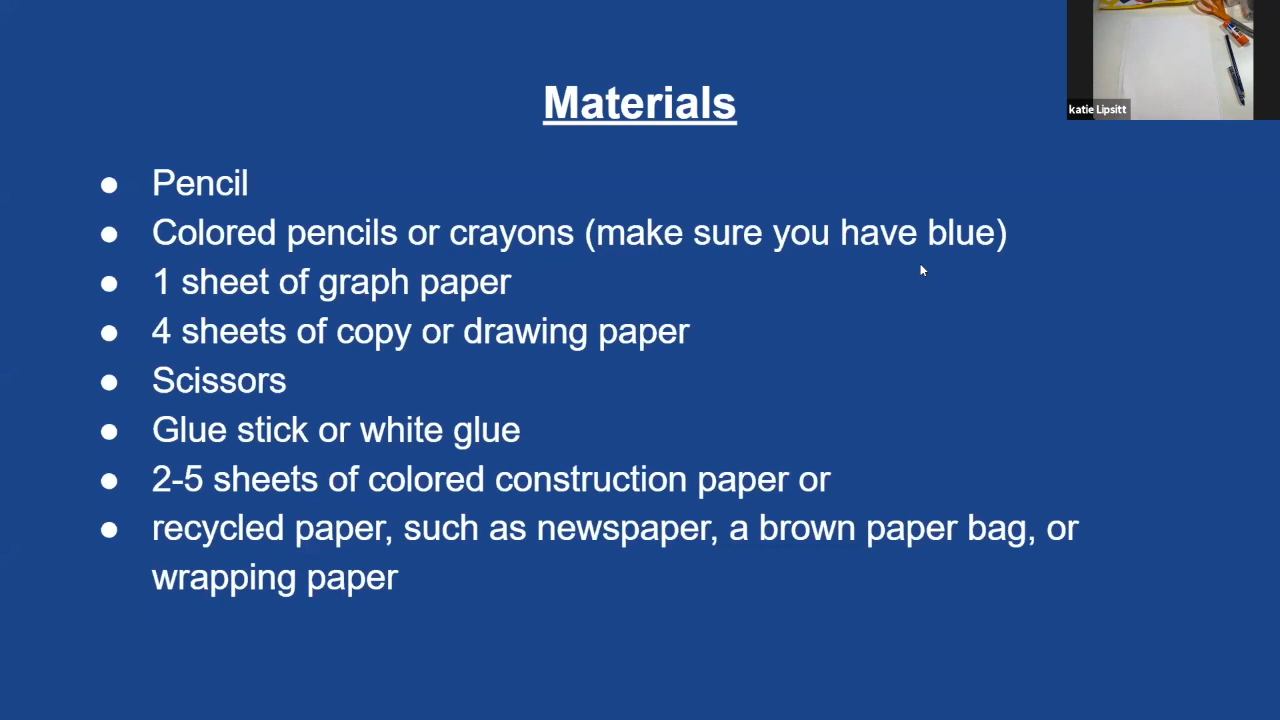 Materials
katie Lipsitt
● Pencil
● Colored pencils or crayons (make sure you have blue)
● 1 sheet of graph paper
● 4 sheets of copy or drawing paper
● Scissors
● Glue stick or white glue
● 2-5 sheets of colored construction paper or
● recycled paper, such as newspaper, a brown paper bag, or
wrapping paper